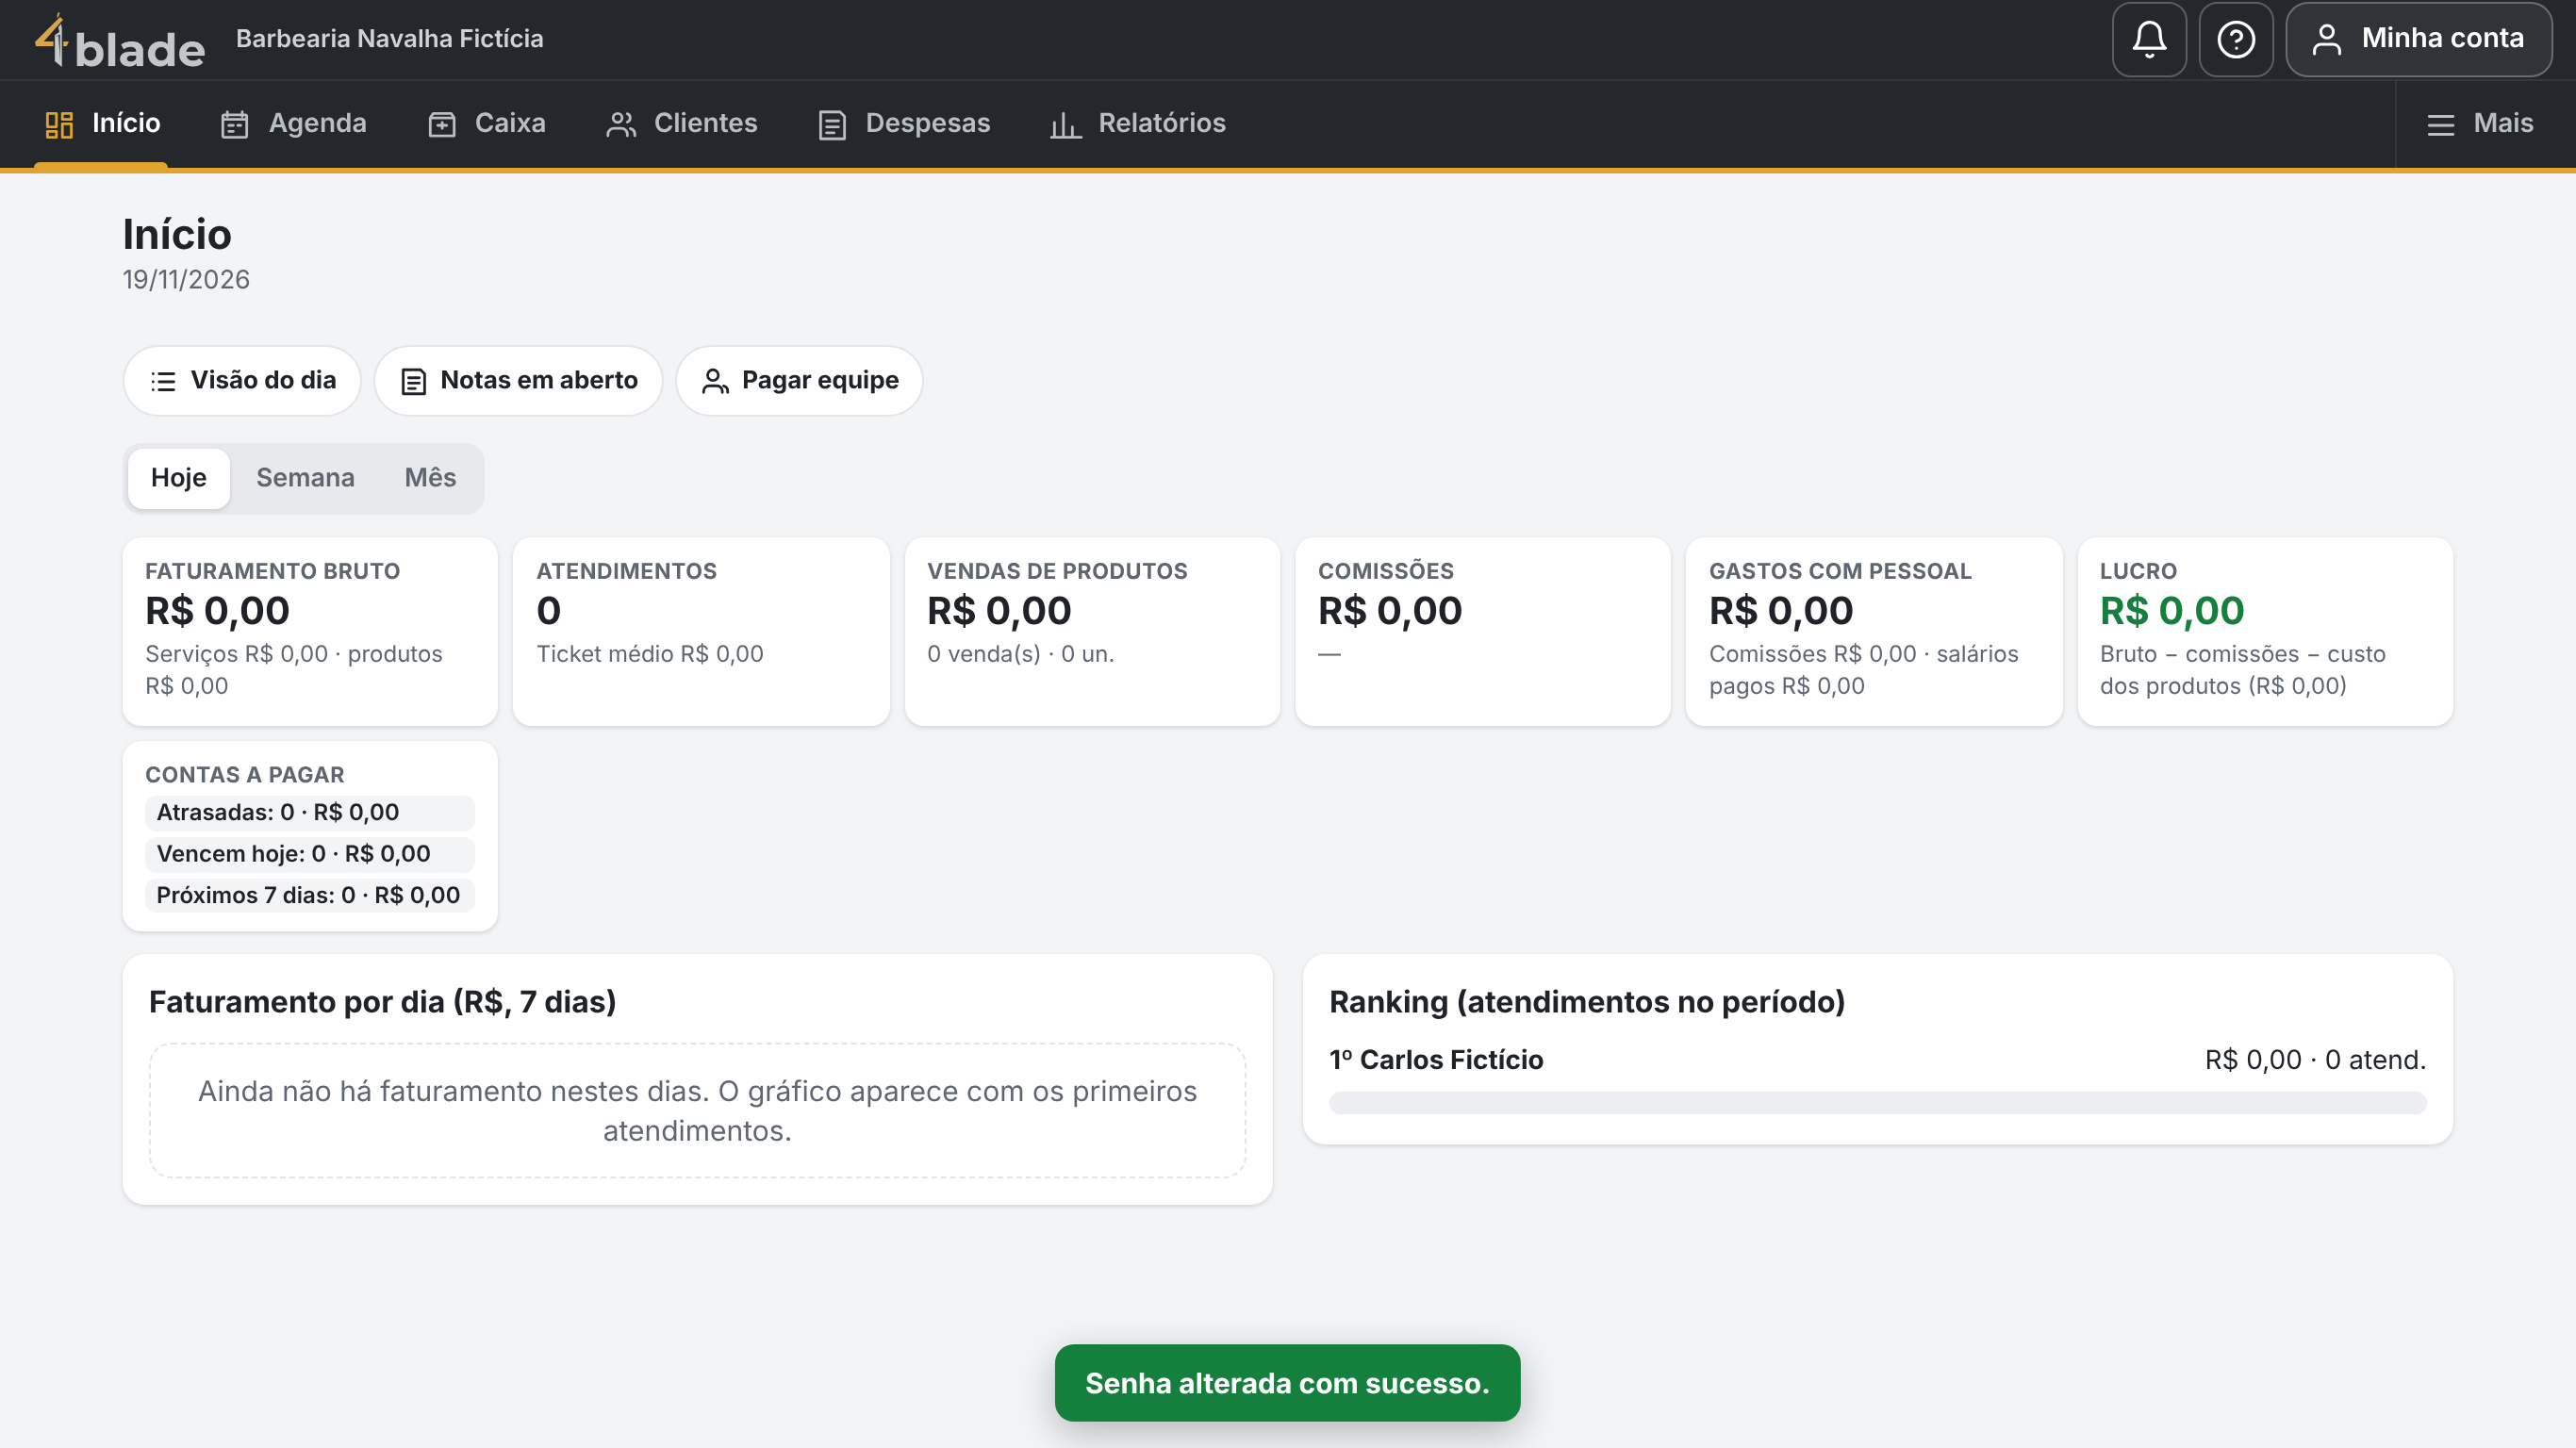 4blade
Barbearia Navalha Fictícia
Minha conta
Início
Agenda
Caixa
Clientes
Despesas
Relatórios
Mais
Início
19/11/2026
Visão do dia
Notas em aberto
Pagar equipe
Hoje
Semana
Mês
FATURAMENTO BRUTO
R$ 0,00
Serviços R$ 0,00 · produtos
R$ 0,00
ATENDIMENTOS
0
Ticket médio R$ 0,00
VENDAS DE PRODUTOS
R$ 0,00
0 venda(s) · 0 un.
COMISSÕES
R$ 0,00
—
GASTOS COM PESSOAL
R$ 0,00
Comissões R$ 0,00 · salários
pagos R$ 0,00
LUCRO
R$ 0,00
Bruto − comissões − custo
dos produtos (R$ 0,00)
CONTAS A PAGAR
Atrasadas: 0 · R$ 0,00
Vencem hoje: 0 · R$ 0,00
Próximos 7 dias: 0 · R$ 0,00
Faturamento por dia (R$, 7 dias)
Ainda não há faturamento nestes dias. O gráfico aparece com os primeiros
atendimentos.
Ranking (atendimentos no período)
1º Carlos Fictício
R$ 0,00 · 0 atend.
Senha alterada com sucesso.